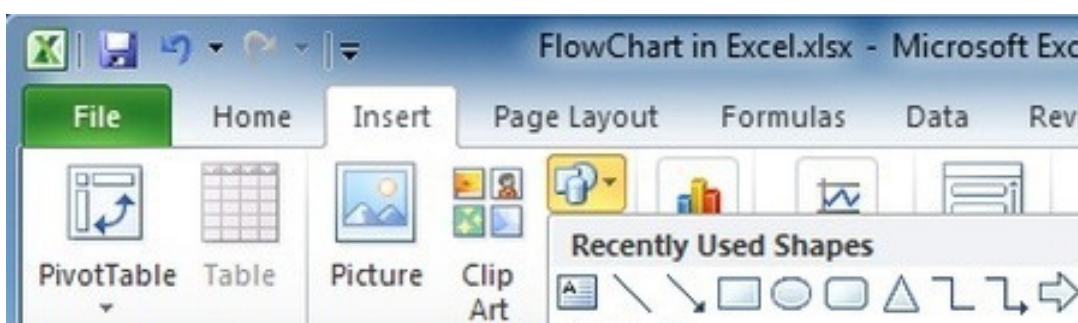 FlowChart in Excel.xlsx - Microsoft Exc
File Home Insert Page Layout Formulas Data Rev
PivotTable Table Picture Clip Art
Recently Used Shapes
A